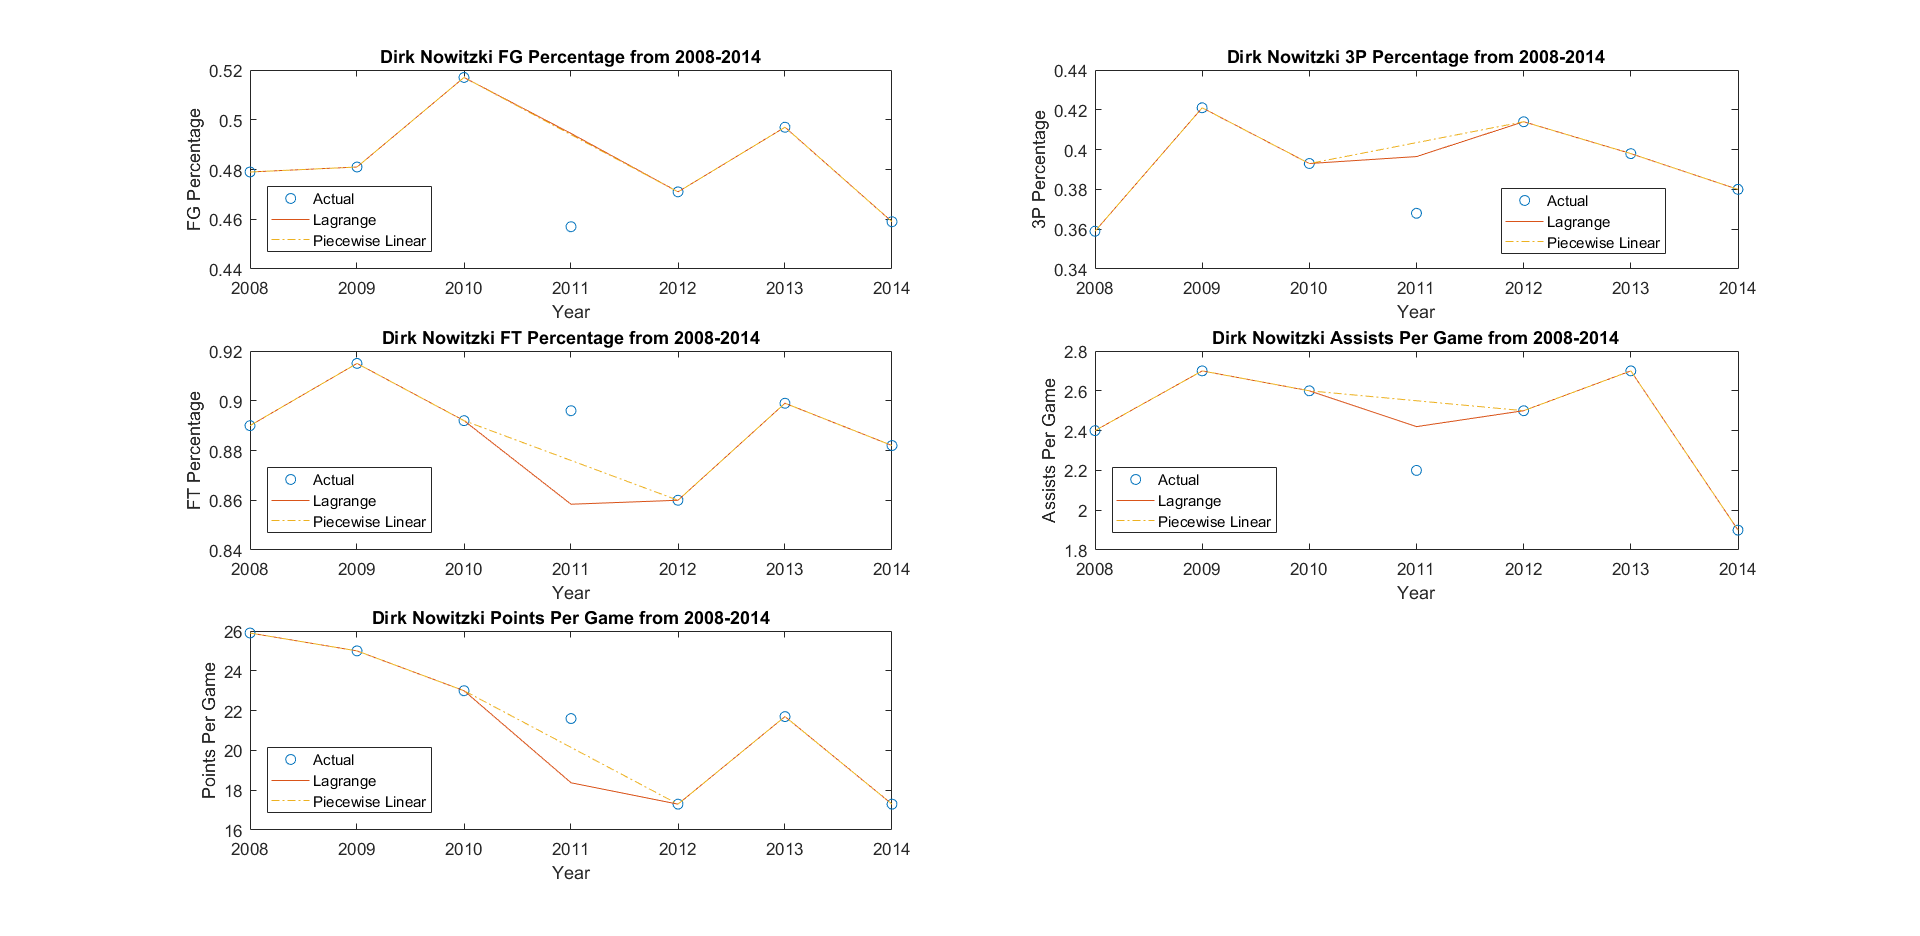 Dirk Nowitzki FG Percentage from 2008-2014
0.52
0.5
0.48
0.46
0.44
FG Percentage
Actual
Lagrange
Piecewise Linear
2008 2009 2010 2011 2012 2013 2014
Year
Dirk Nowitzki 3P Percentage from 2008-2014
0.44
0.42
0.4
0.38
0.36
0.34
3P Percentage
Actual
Lagrange
Piecewise Linear
2008 2009 2010 2011 2012 2013 2014
Year
Dirk Nowitzki FT Percentage from 2008-2014
0.92
0.9
0.88
0.86
0.84
FT Percentage
Actual
Lagrange
Piecewise Linear
2008 2009 2010 2011 2012 2013 2014
Year
Dirk Nowitzki Assists Per Game from 2008-2014
2.8
2.6
2.4
2.2
2
1.8
Assists Per Game
Actual
Lagrange
Piecewise Linear
2008 2009 2010 2011 2012 2013 2014
Year
Dirk Nowitzki Points Per Game from 2008-2014
26
24
22
20
18
16
Points Per Game
Actual
Lagrange
Piecewise Linear
2008 2009 2010 2011 2012 2013 2014
Year